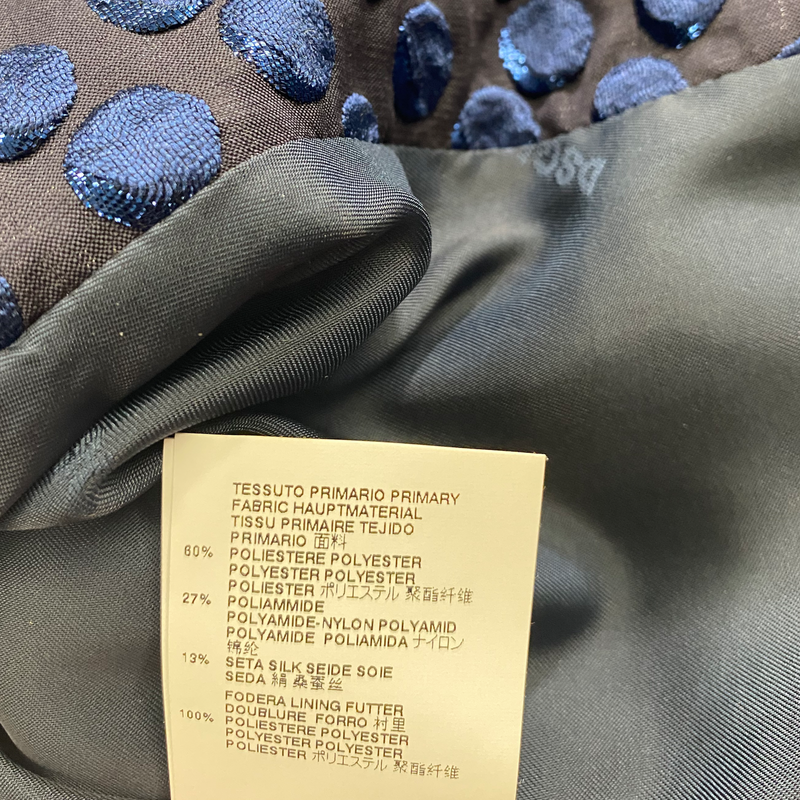 TESSUTO PRIMARIO PRIMARY
FABRIC HAUPTMATERIAL
TISSU PRIMAIRE TEJIDO
PRIMARIO 面料
60% POLIESTERE POLYESTER
POLYESTER POLYESTER
POLIESTER ポリエステル 聚酯纤维
27% POLIAMMIDE
POLYAMIDE-NYLON POLYAMID
POLYAMIDE POLIAMIDA ナイロン
锦纶
13% SETA SILK SEIDE SOIE
SEDA 絹 桑蚕丝
FODERA LINING FUTTER
100% DOUBLURE FORRO 村里
POLIESTERE POLYESTER
POLYESTER POLYESTER
POLIESTER ポリエステル 聚酯纤维